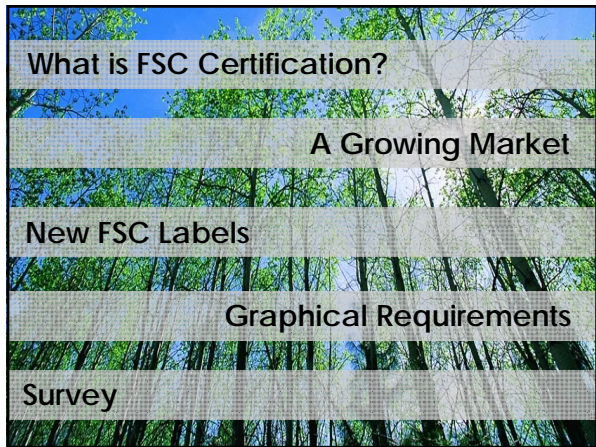 What is FSC Certification?
A Growing Market
New FSC Labels
Graphical Requirements
Survey